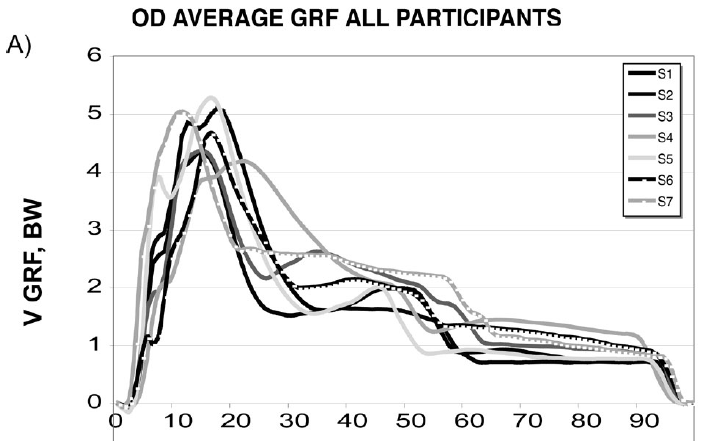 OD AVERAGE GRF ALL PARTICIPANTS
A)
V GRF, BW
6
5
4
3
2
1
0
0 10 20 30 40 50 60 70 80 90
S1
S2
S3
S4
S5
S6
S7